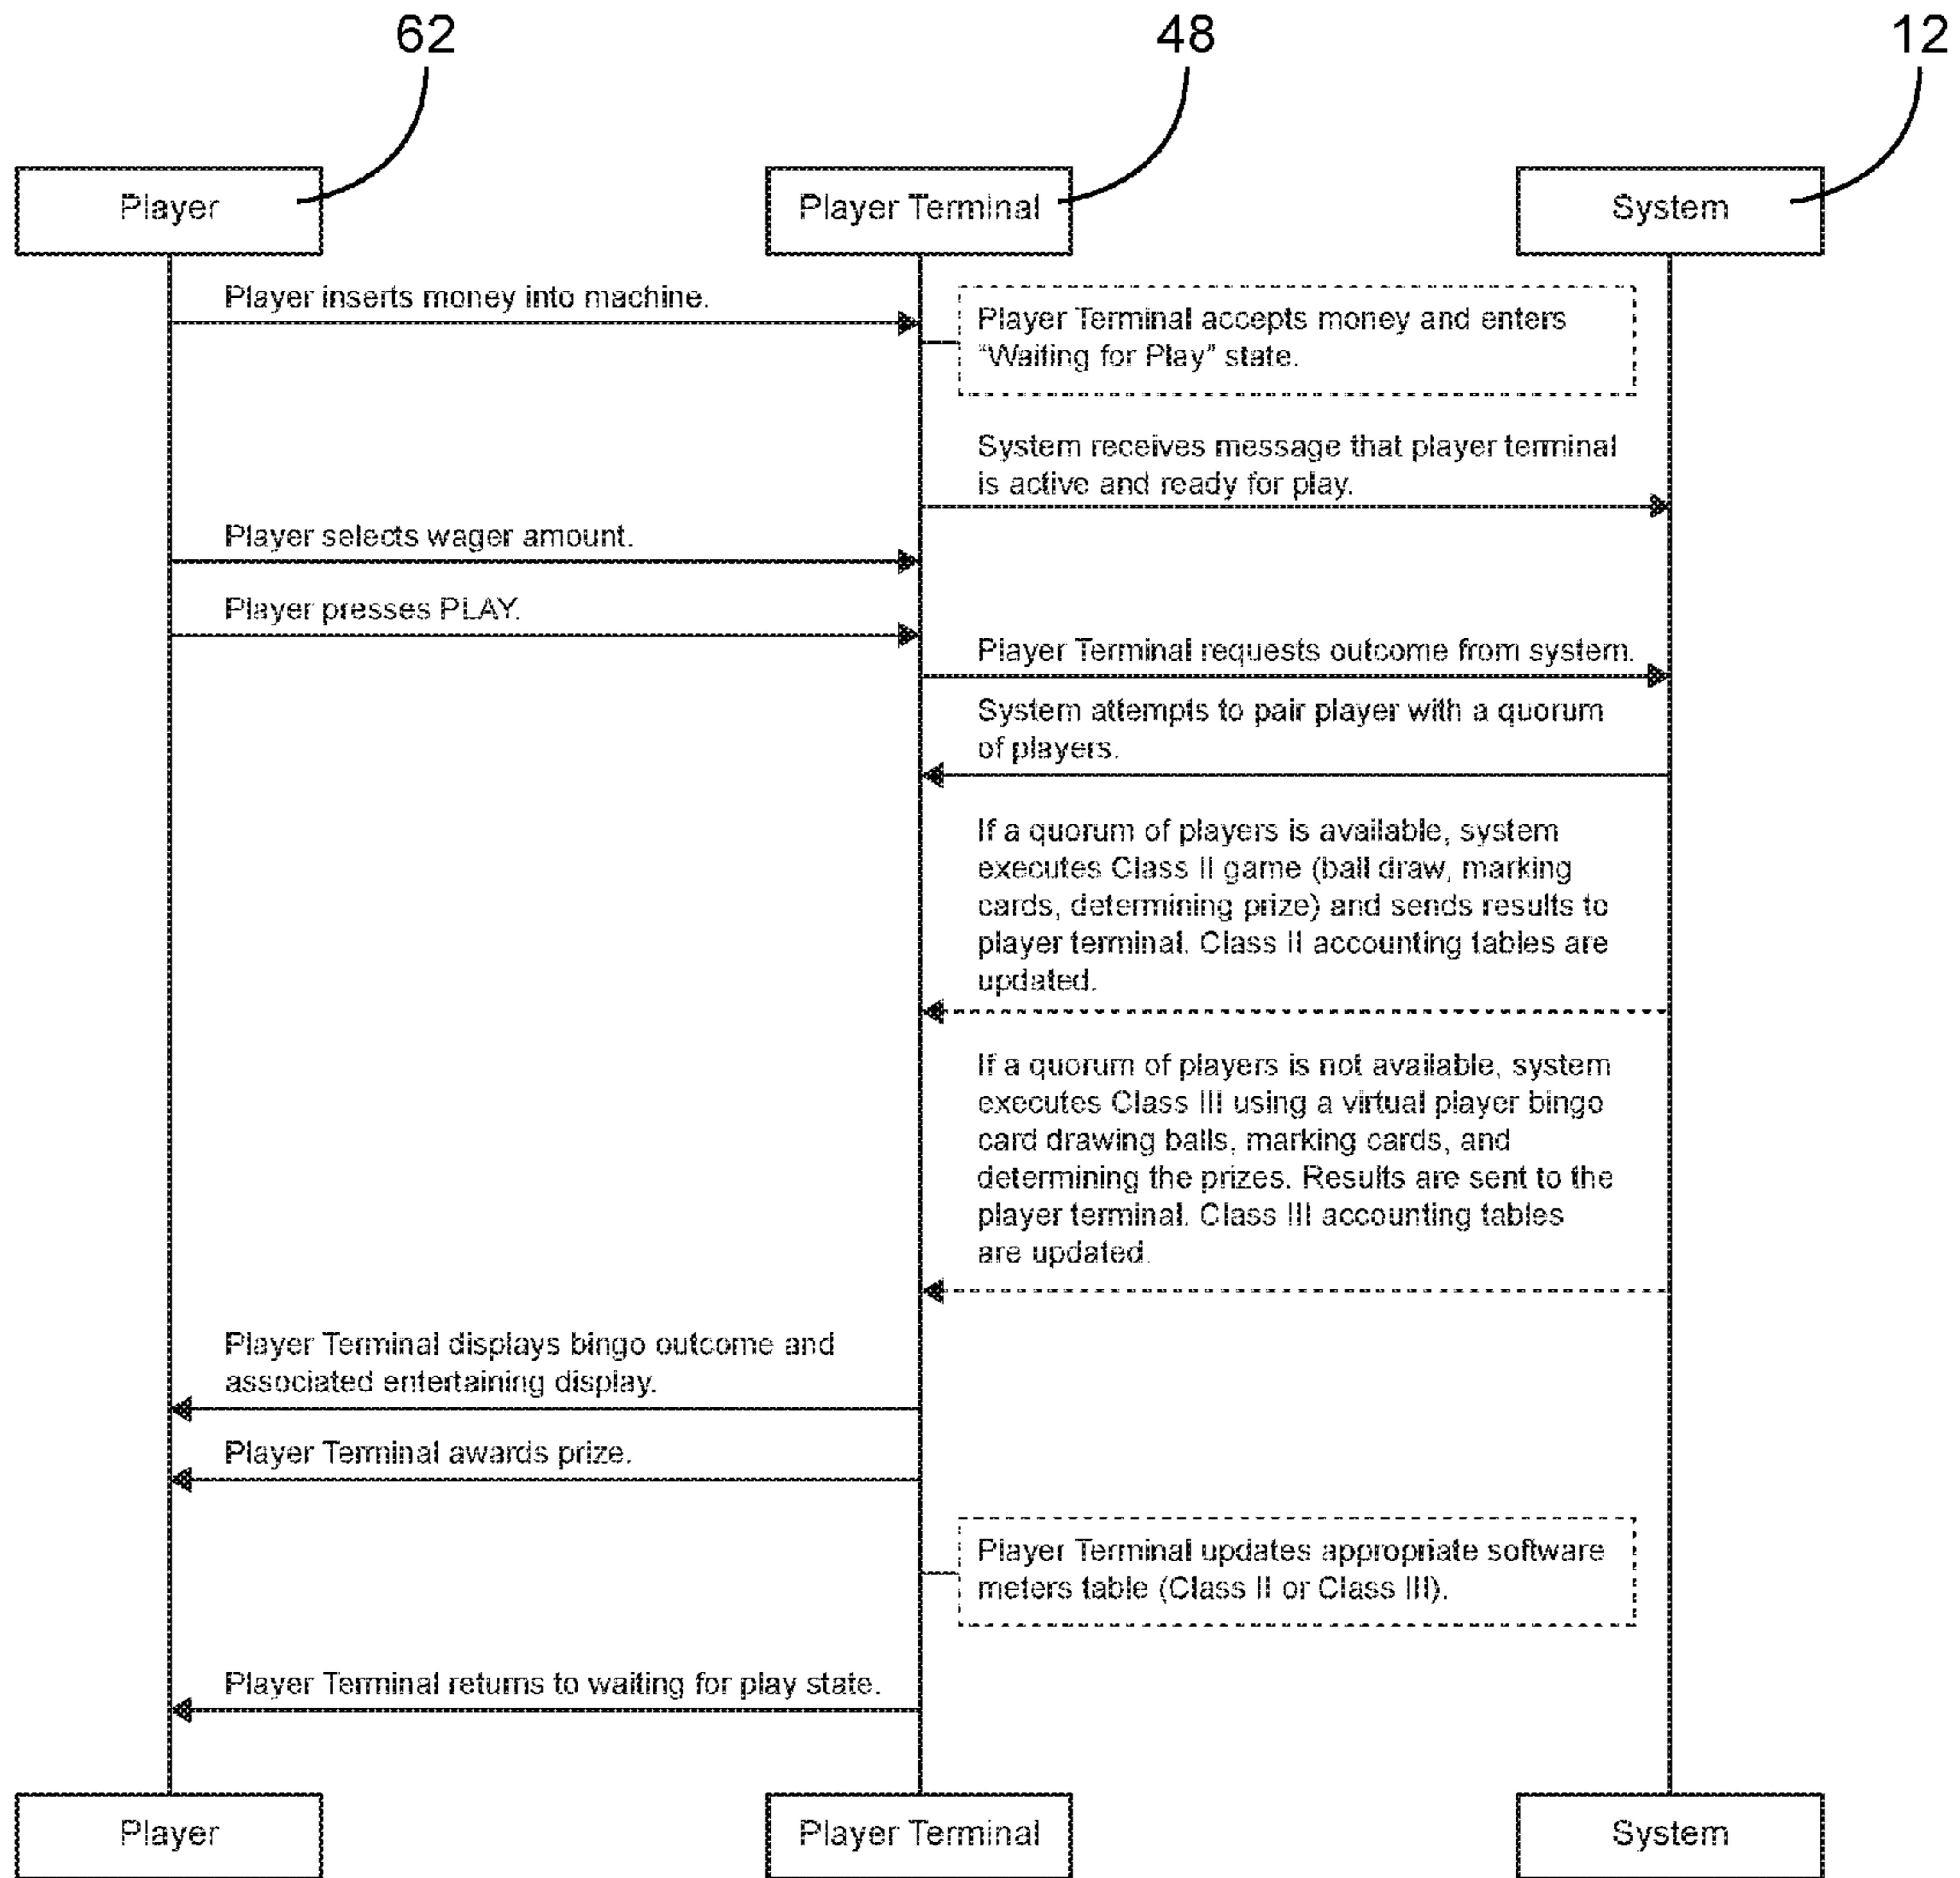 62
48
12
Player
Player Terminal
System
Player inserts money into machine.
Player Terminal accepts money and enters
"Waiting for Play" state.
System receives message that player terminal
is active and ready for play.
Player selects wager amount.
Player presses PLAY.
Player Terminal requests outcome from system.
System attempts to pair player with a quorum
of players.
If a quorum of players is available, system
executes Class II game (ball draw, marking
cards, determining prize) and sends results to
player terminal. Class II accounting tables are
updated.
If a quorum of players is not available, system
executes Class III using a virtual player bingo
card drawing balls, marking cards, and
determining the prizes. Results are sent to the
player terminal. Class III accounting tables
are updated.
Player Terminal displays bingo outcome and
associated entertaining display.
Player Terminal awards prize.
Player Terminal updates appropriate software
meters table (Class II or Class III).
Player Terminal returns to waiting for play state.
Player
Player Terminal
System